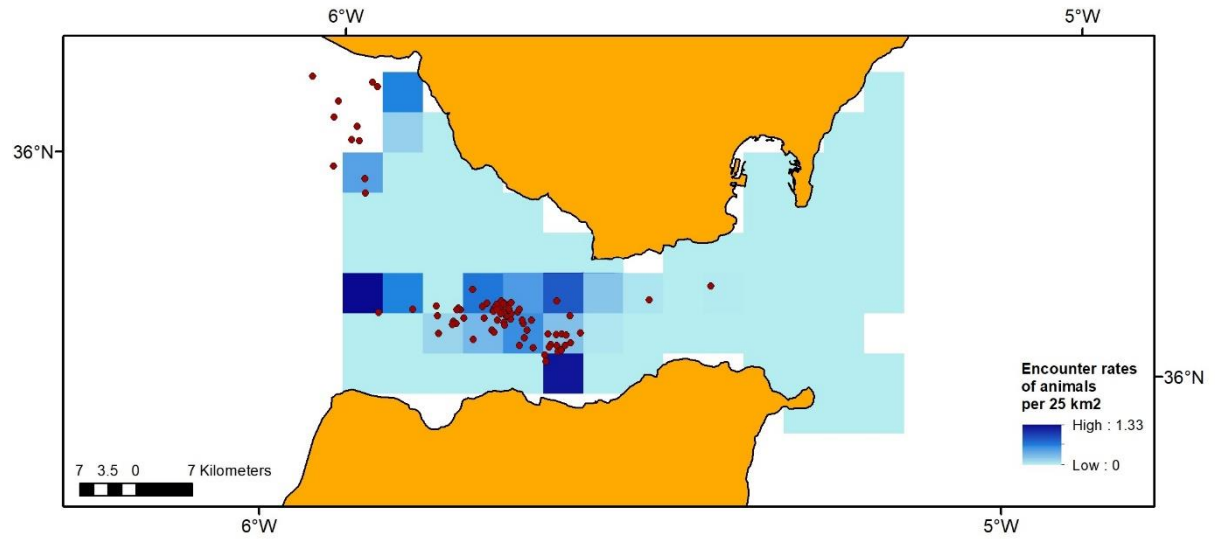 6°W
5°W
36°N
36°N
Encounter rates
of animals
per 25 km2
High : 1.33
Low : 0
7 3.5 0 7 Kilometers
6°W
5°W